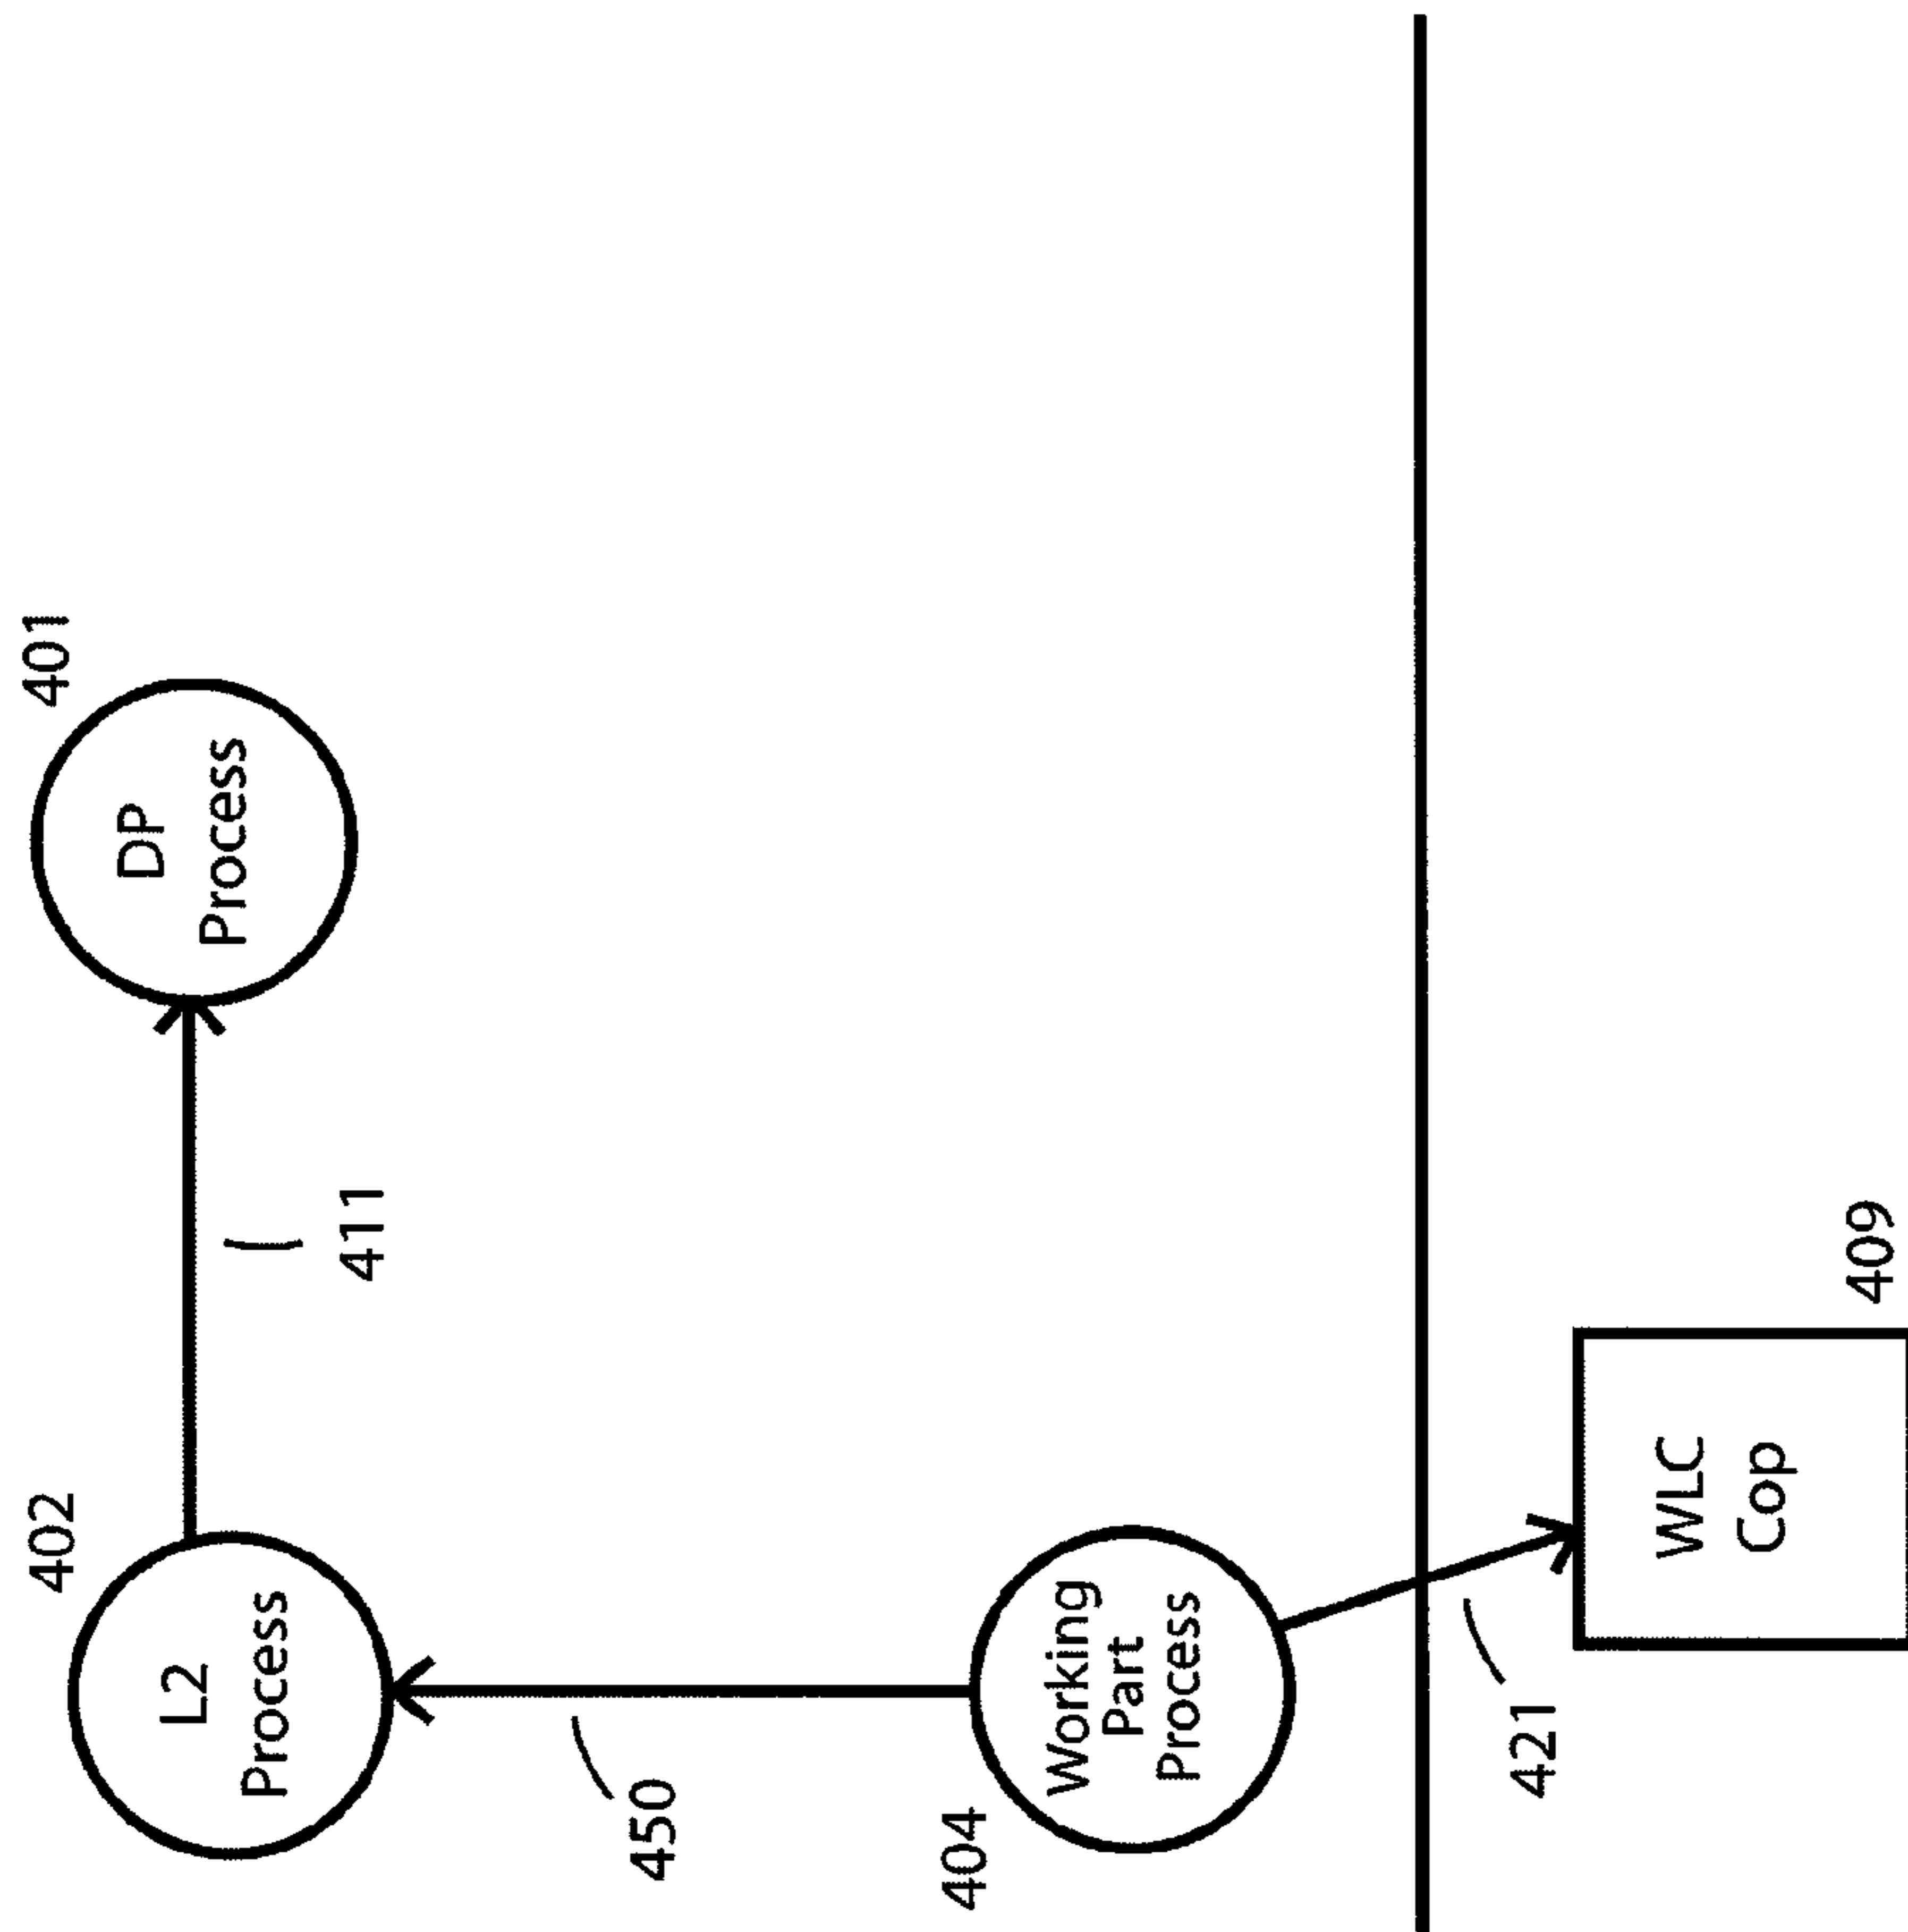 402
L2
Process
401
DP
Process
411
450
404
Working
Part
Process
421
WLC
Cop
409